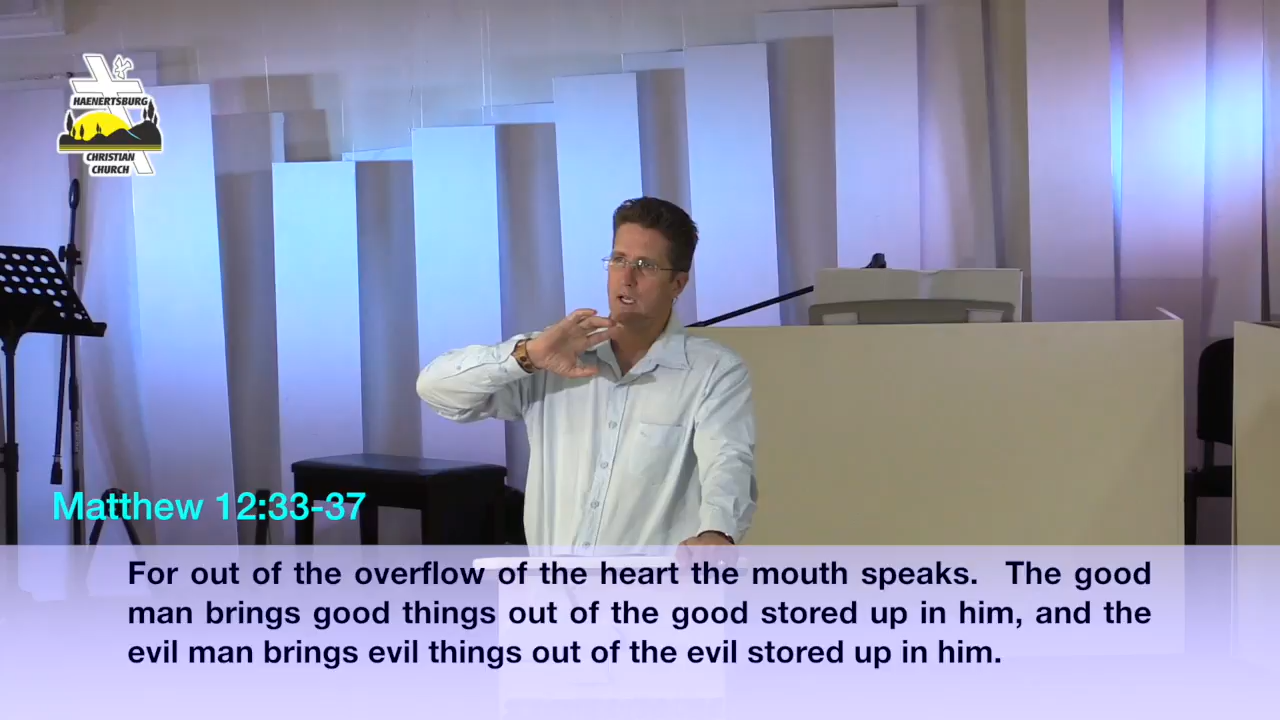 HAENERTSBURG
CHRISTIAN
CHURCH
Matthew 12:33-37
For out of the overflow of the heart the mouth speaks. The good
man brings good things out of the good stored up in him, and the
evil man brings evil things out of the evil stored up in him.